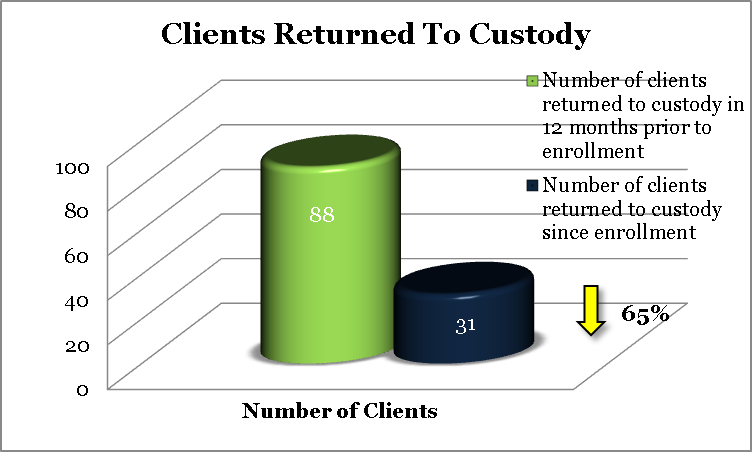 Clients Returned To Custody
Number of clients
returned to custody in
12 months prior to
enrollment
Number of clients
returned to custody
since enrollment
100
80
60
40
20
0
88
31
65%
Number of Clients